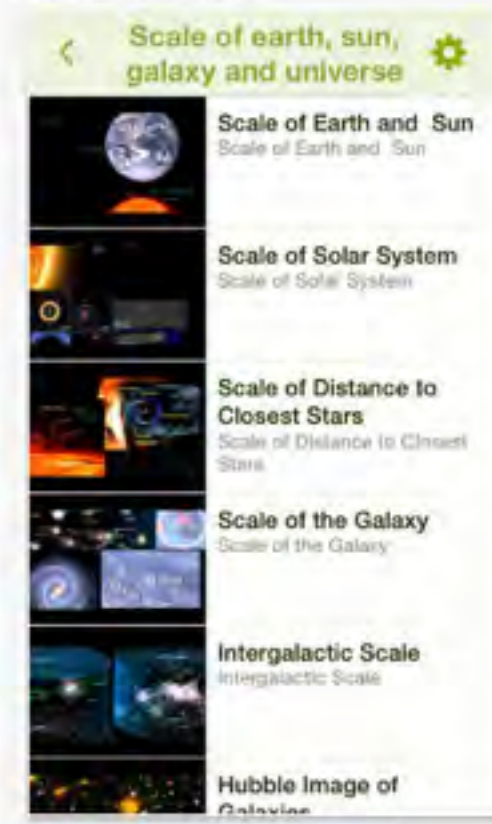 Scale of earth, sun,
galaxy and universe
Scale of Earth and Sun
Scale of Earth and Sun
Scale of Solar System
Scale of Solar System
Scale of Distance to
Closest Stars
Scale of Distance to Closest
Stars
Scale of the Galaxy
Scale of the Galaxy
Intergalactic Scale
Intergalactic Scale
Hubble Image of
Galaxies